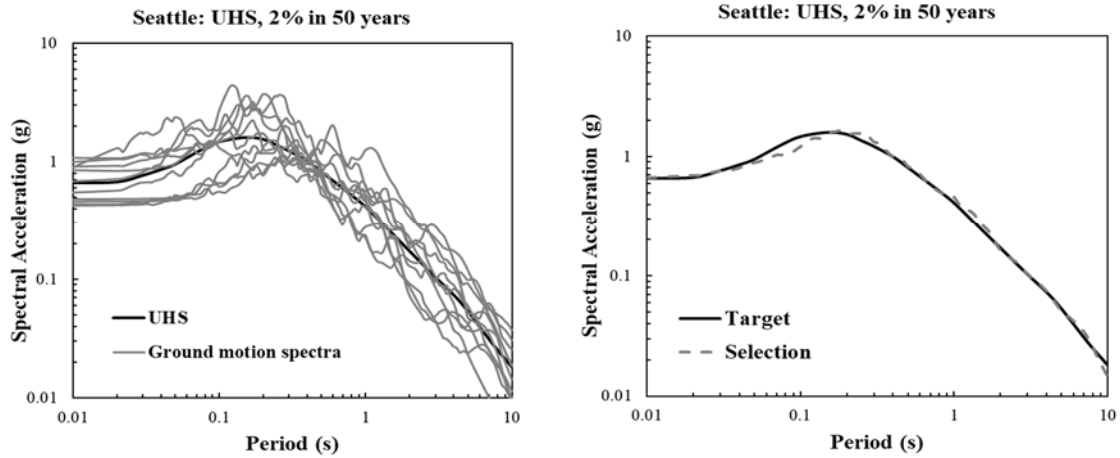 Seattle: UHS, 2% in 50 years
10
1
0.1
0.01
Spectral Acceleration (g)
UHS
Ground motion spectra
0.01
0.1
1
10
Period (s)
Seattle: UHS, 2% in 50 years
10
1
0.1
0.01
Spectral Acceleration (g)
Target
Selection
0.01
0.1
1
10
Period (s)